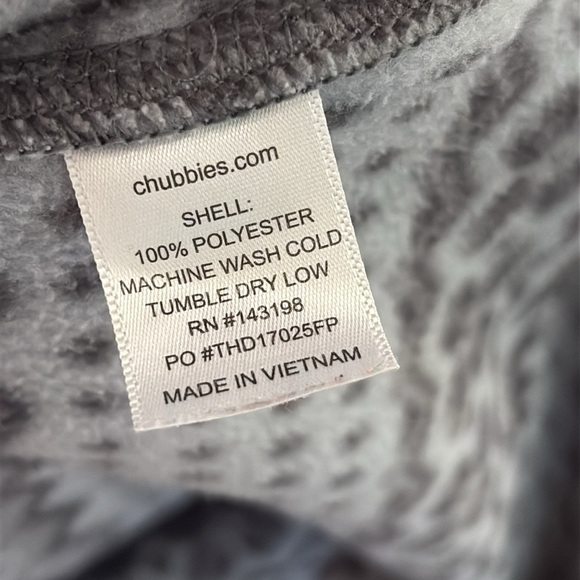 chubbies.com
SHELL:
100% POLYESTER
MACHINE WASH COLD
TUMBLE DRY LOW
RN #143198
PO #THD17025FP
MADE IN VIETNAM